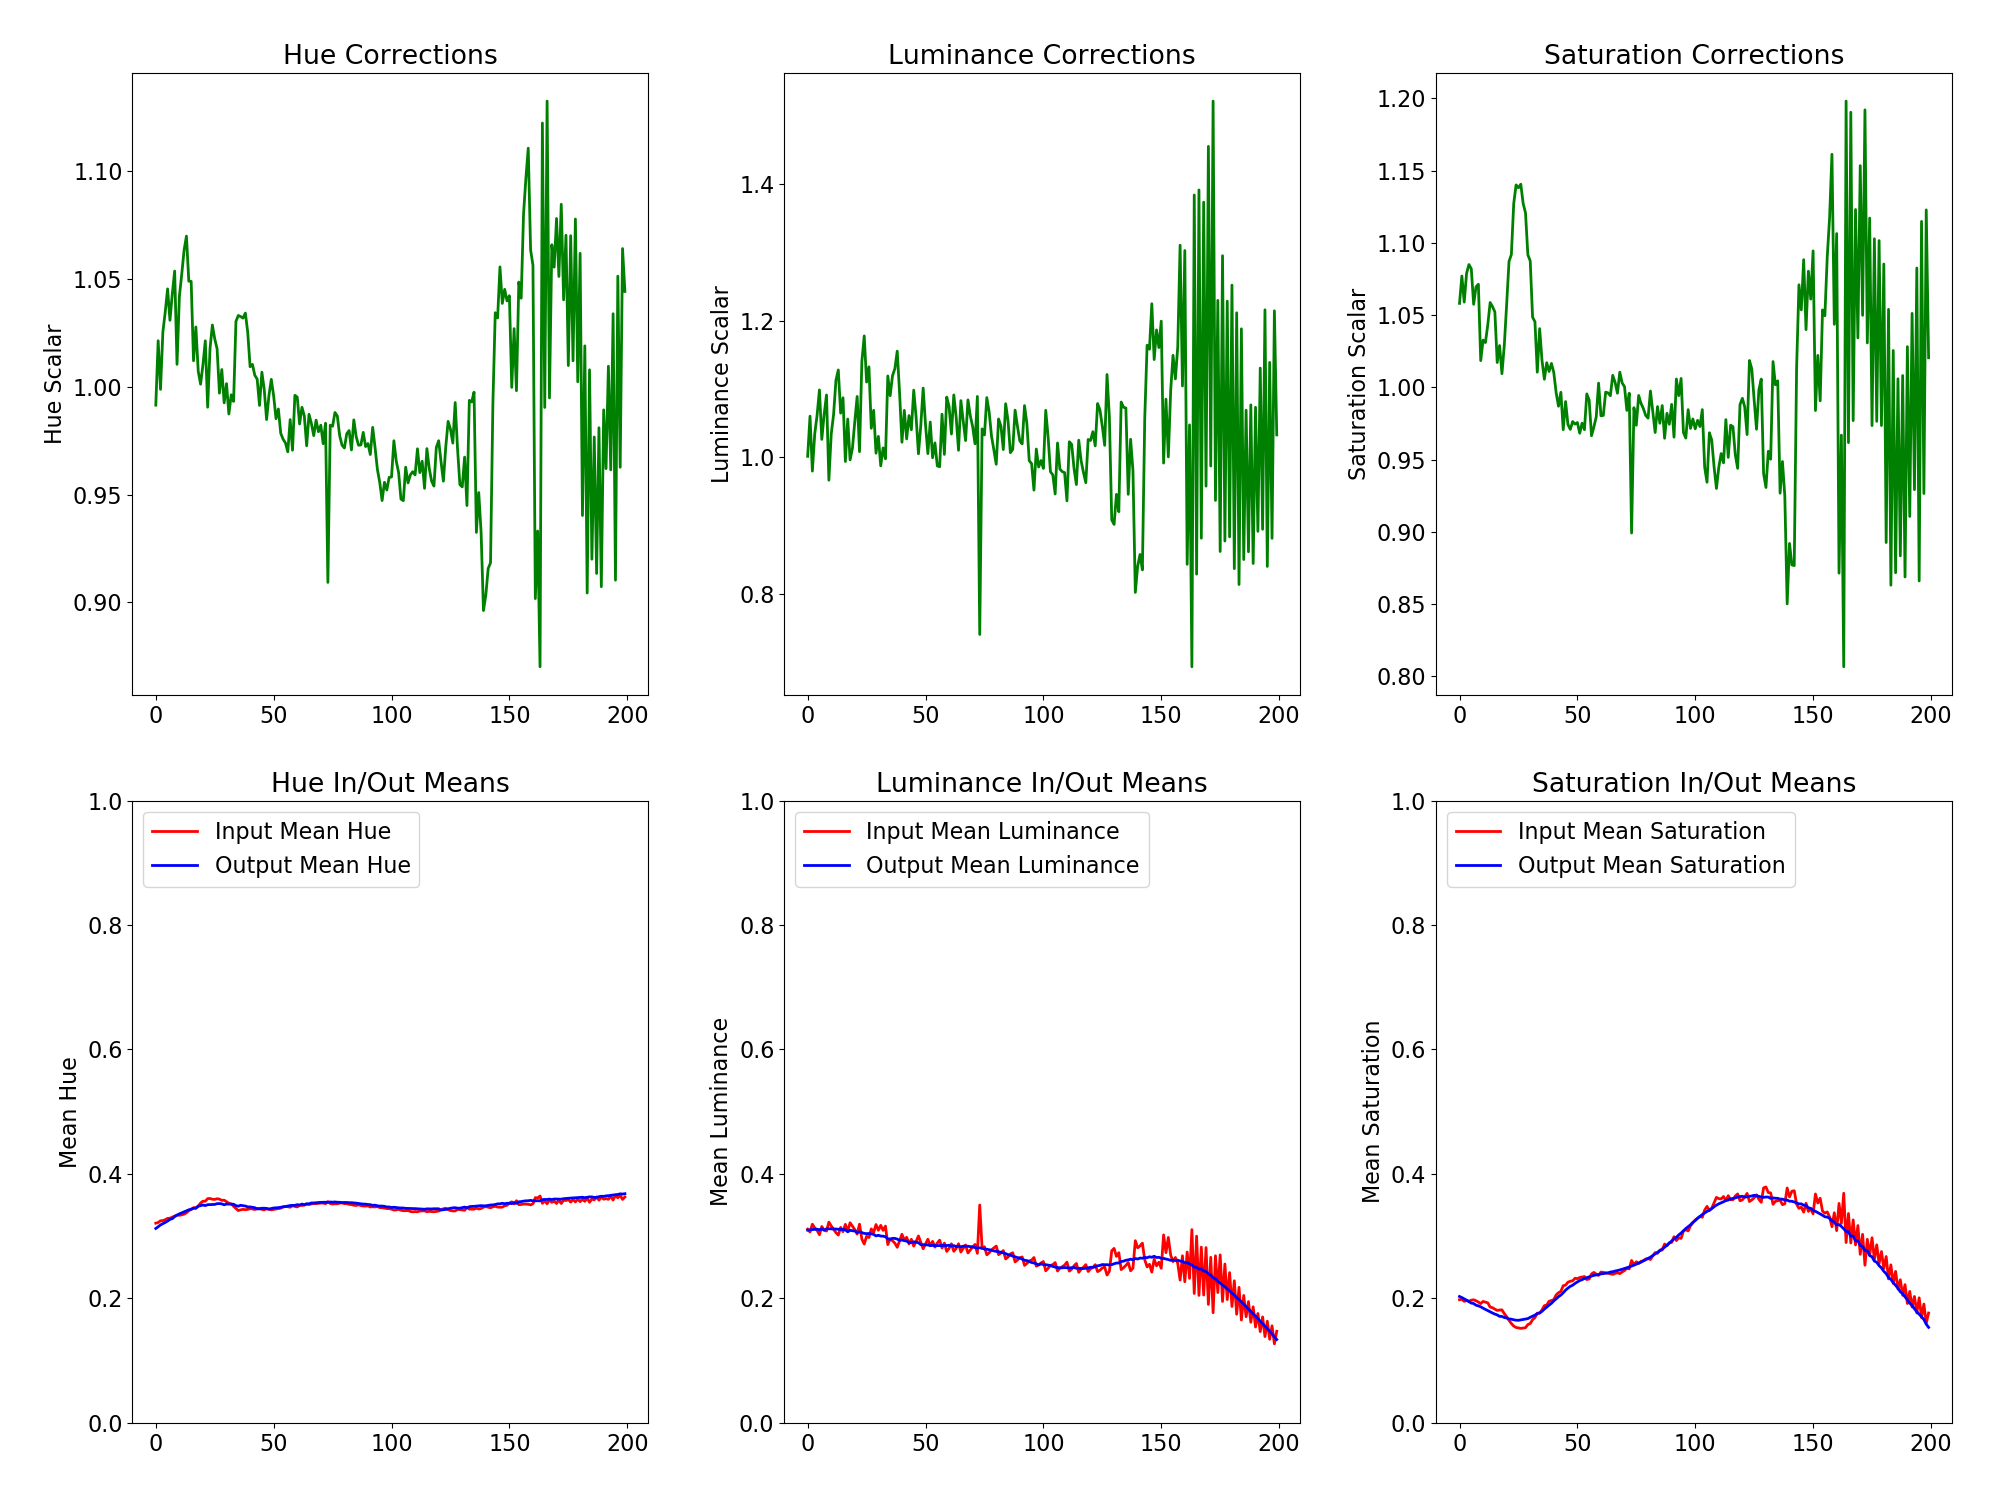 Hue Corrections
Hue Scalar
1.10
1.05
1.00
0.95
0.90
0 50 100 150 200
Luminance Corrections
Luminance Scalar
1.4
1.2
1.0
0.8
0 50 100 150 200
Saturation Corrections
Saturation Scalar
1.20
1.15
1.10
1.05
1.00
0.95
0.90
0.85
0.80
0 50 100 150 200
Hue In/Out Means
Mean Hue
1.0
0.8
0.6
0.4
0.2
0.0
Input Mean Hue
Output Mean Hue
0 50 100 150 200
Luminance In/Out Means
Mean Luminance
1.0
0.8
0.6
0.4
0.2
0.0
Input Mean Luminance
Output Mean Luminance
0 50 100 150 200
Saturation In/Out Means
Mean Saturation
1.0
0.8
0.6
0.4
0.2
0.0
Input Mean Saturation
Output Mean Saturation
0 50 100 150 200